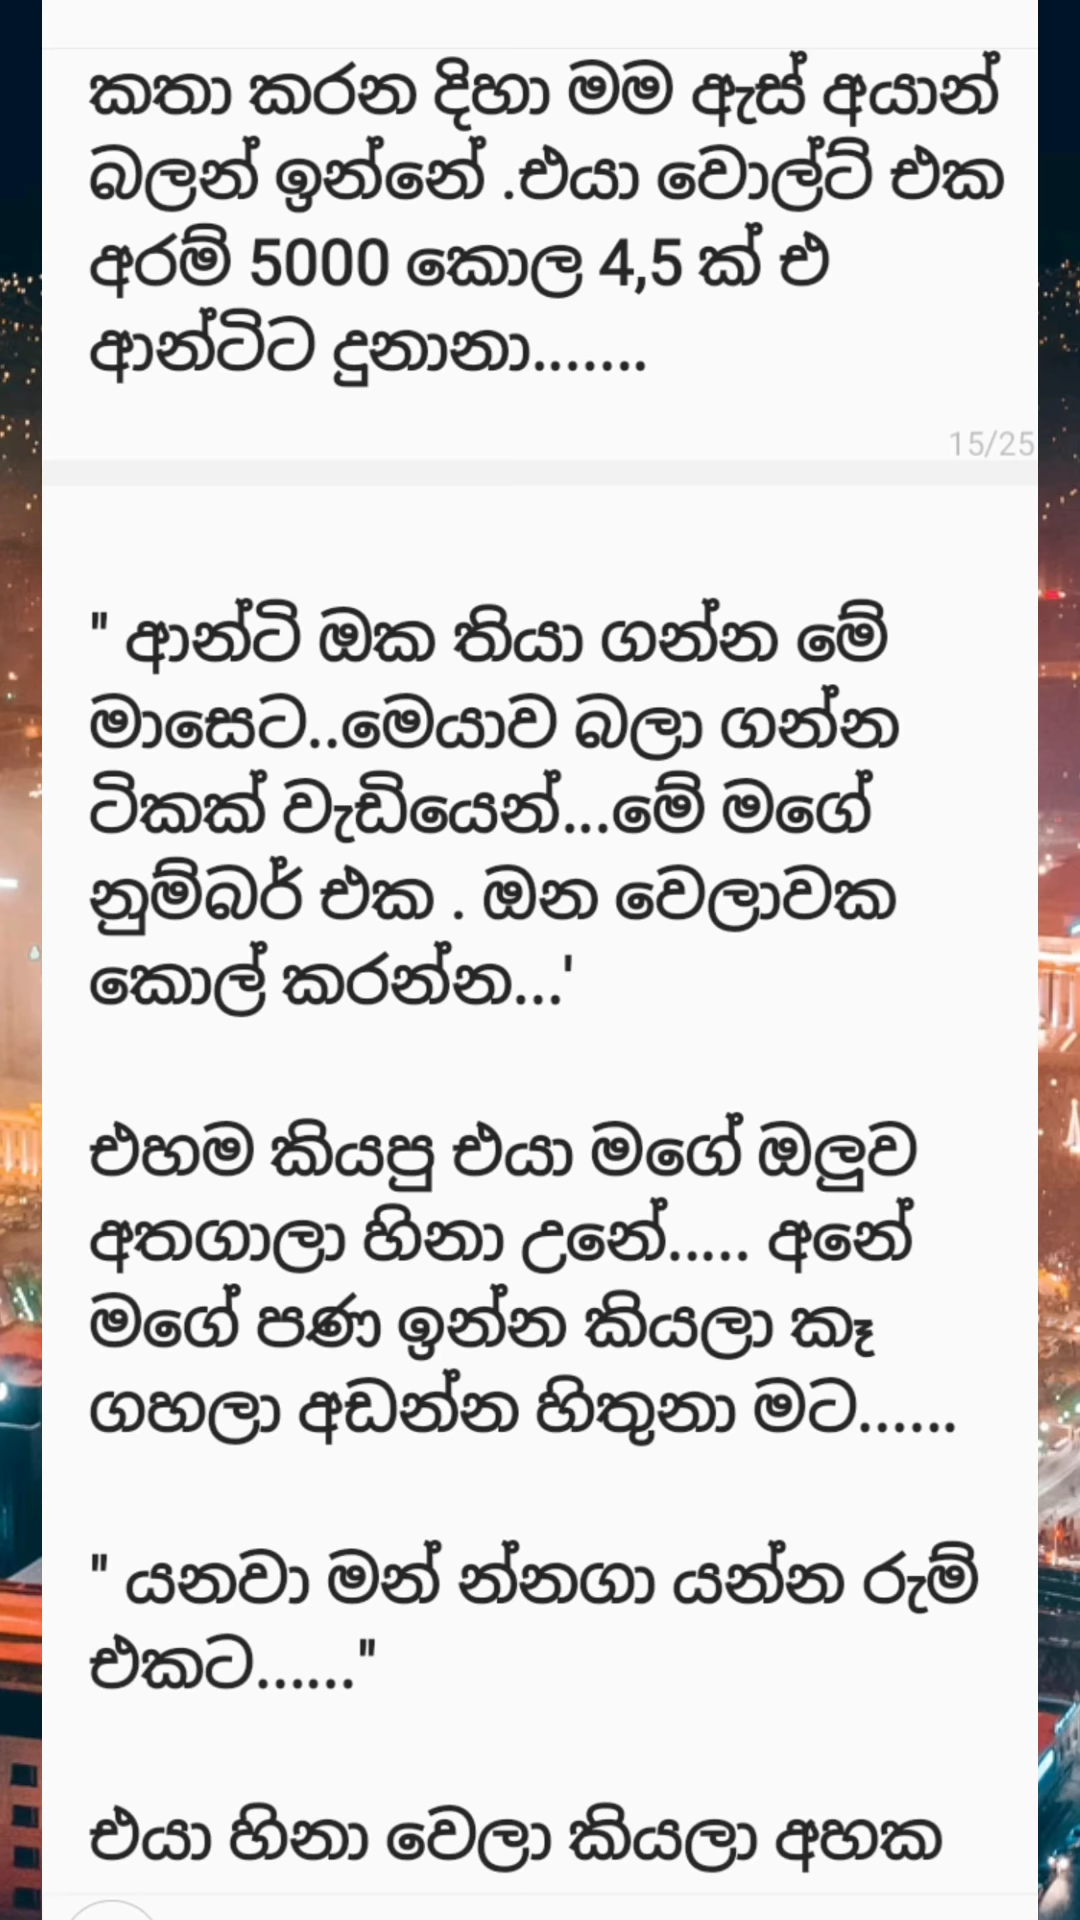 කතා කරන දිහා මම ඇස් අයාන්
බලන් ඉන්නේ .එයා වොල්ට් එක
අරම් 5000 කොල 4,5 ක් එ
ආන්ටිට දුනානා.......
15/25
" ආන්ටි ඔක තියා ගන්න මේ
මාසෙට..මෙයාව බලා ගන්න
ටිකක් වැඩියෙන්...මේ මගේ
නුම්බර් එක . ඔන වෙලාවක
කොල් කරන්න...'
එහම කියපු එයා මගේ ඔලුව
අතගාලා හිනා උනේ..... අනේ
මගේ පණ ඉන්න කියලා කෑ
ගහලා අඩන්න හිතුනා මට......
" යනවා මන් න්නගා යන්න රුම්
එකට......"
එයා හිනා වෙලා කියලා අහක